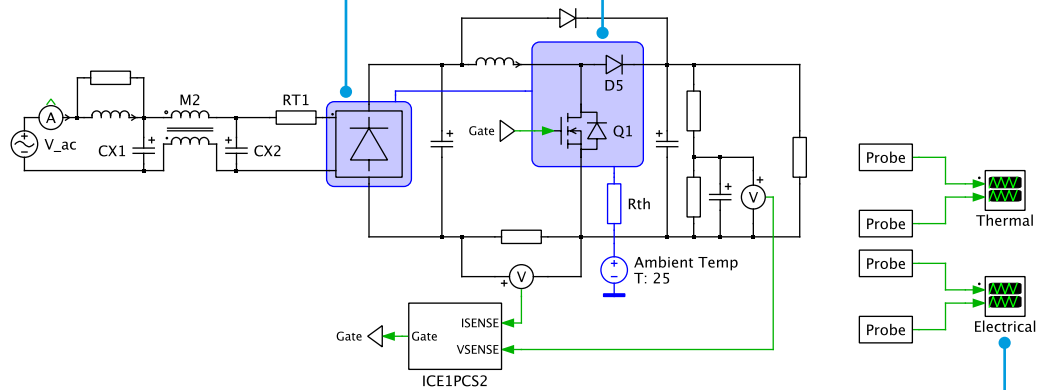 D5
A
M2
RT1
V_ac
CX1
CX2
Gate
Q1
Rth
V
Probe
Probe
Thermal
Ambient Temp
T: 25
V
Probe
Probe
Electrical
Gate
Gate
ISENSE
VSENSE
ICE1PCS2